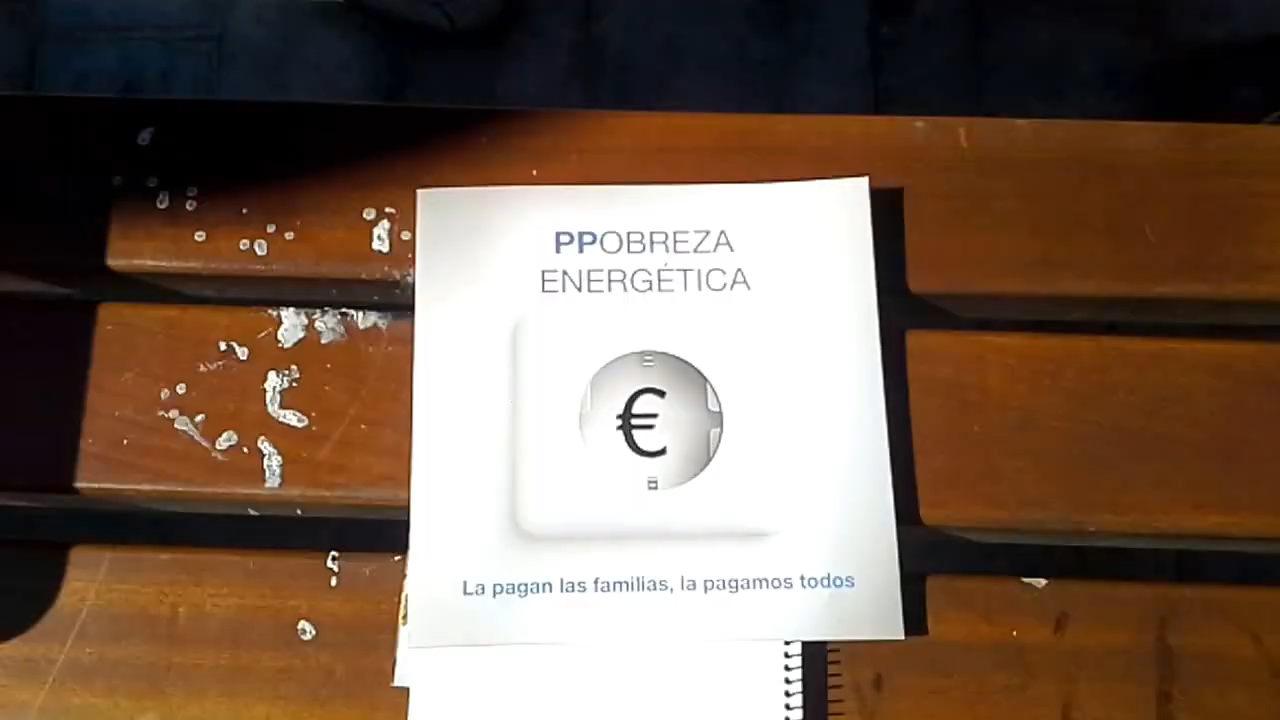 PPOBREZA
ENERGÉTICA
€
La pagan las familias, la pagamos todos